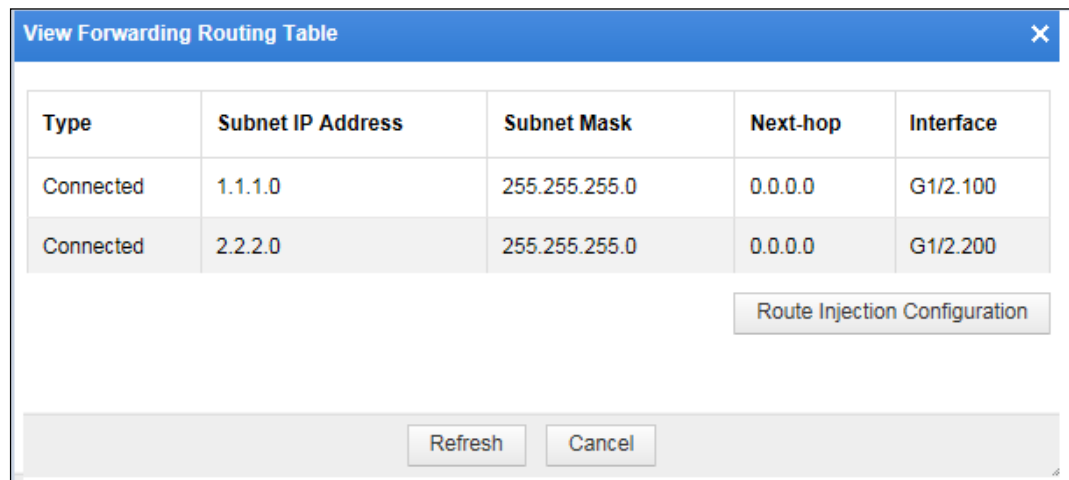 View Forwarding Routing Table
Type Subnet IP Address Subnet Mask Next-hop Interface
Connected 1.1.1.0 255.255.255.0 0.0.0.0 G1/2.100
Connected 2.2.2.0 255.255.255.0 0.0.0.0 G1/2.200
Route Injection Configuration
Refresh Cancel